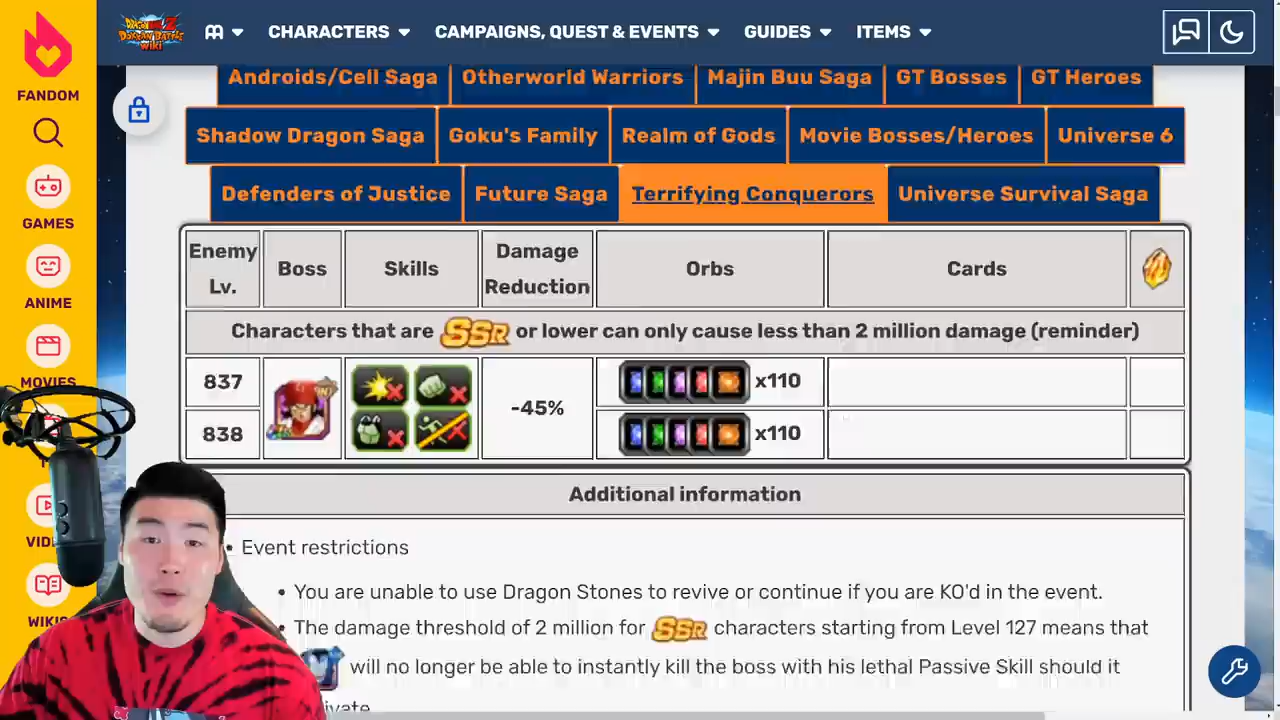 FANDOM
GAMES
ANIME
MOVIES
WIKIS
CHARACTERS
CAMPAIGNS, QUEST & EVENTS
GUIDES
ITEMS
Androids/Cell Saga
Otherworld Warriors
Majin Buu Saga
GT Bosses
GT Heroes
Shadow Dragon Saga
Goku's Family
Realm of Gods
Movie Bosses/Heroes
Universe 6
Defenders of Justice
Future Saga
Terrifying Conquerors
Universe Survival Saga
Enemy Lv.
Boss
Skills
Damage Reduction
Orbs
Cards
Characters that are SSR or lower can only cause less than 2 million damage (reminder)
837
x110
-45%
838
x110
Additional information
Event restrictions
You are unable to use Dragon Stones to revive or continue if you are KO'd in the event.
The damage threshold of 2 million for SSR characters starting from Level 127 means that
will no longer be able to instantly kill the boss with his lethal Passive Skill should it